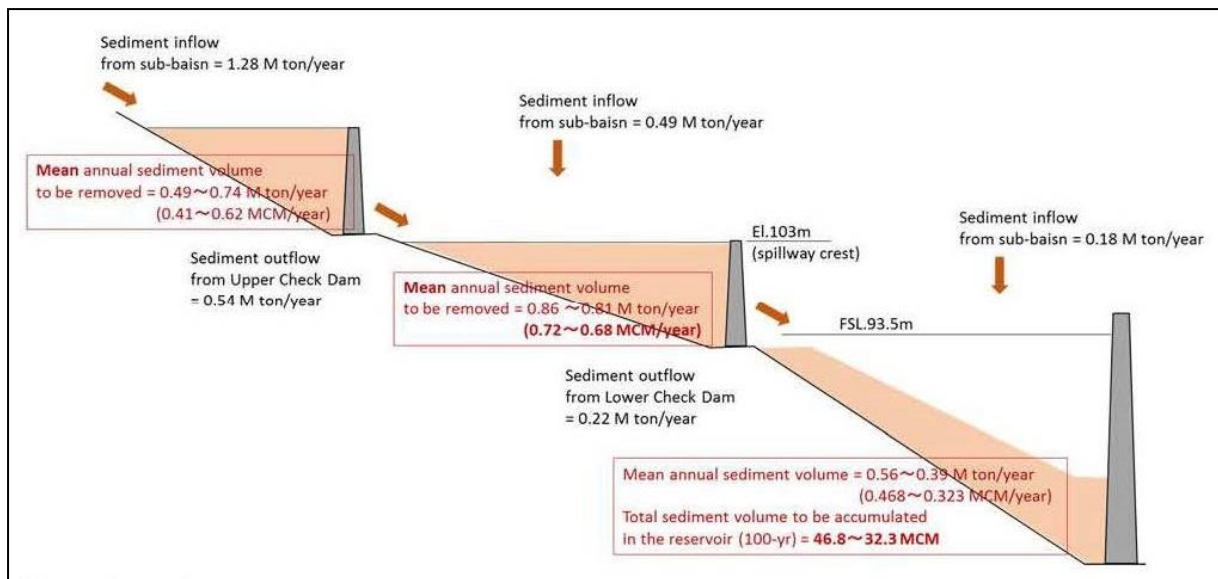 Sediment inflow
from sub-baisn = 1.28 M ton/year
Sediment inflow
from sub-baisn = 0.49 M ton/year
Mean annual sediment volume
to be removed = 0.49～0.74 M ton/year
(0.41～0.62 MCM/year)
Sediment inflow
from sub-baisn = 0.18 M ton/year
El.103m
(spillway crest)
Sediment outflow
from Upper Check Dam
= 0.54 M ton/year
Mean annual sediment volume
to be removed = 0.86 ～0.81 M ton/year
(0.72～0.68 MCM/year)
FSL.93.5m
Sediment outflow
from Lower Check Dam
= 0.22 M ton/year
Mean annual sediment volume = 0.56～0.39 M ton/year
(0.468～0.323 MCM/year)
Total sediment volume to be accumulated
in the reservoir (100-yr) = 46.8～32.3 MCM